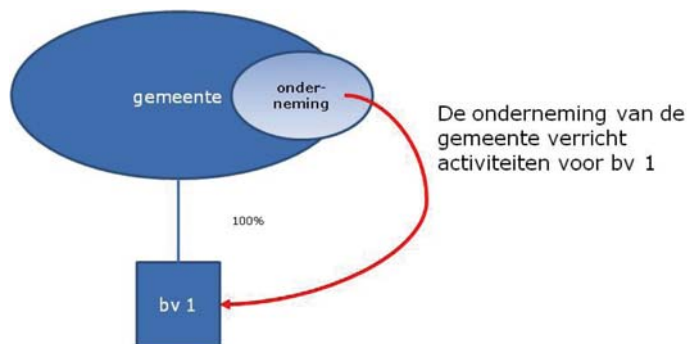 gemeente
onder-
neming
De onderneming van de
gemeente verricht
activiteiten voor bv 1
100%
bv 1